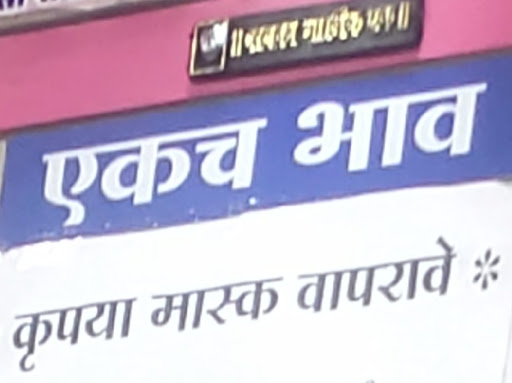 एकच भाव
कृपया मास्क वापरावे *